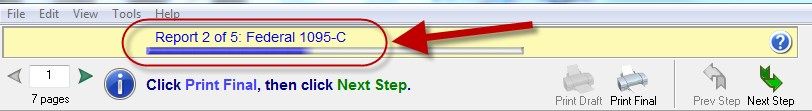 File Edit View Tools Help
Report 2 of 5: Federal 1095-C
?
1
7 pages
i
Click Print Final, then click Next Step.
Print Draft Print Final Prev Step Next Step